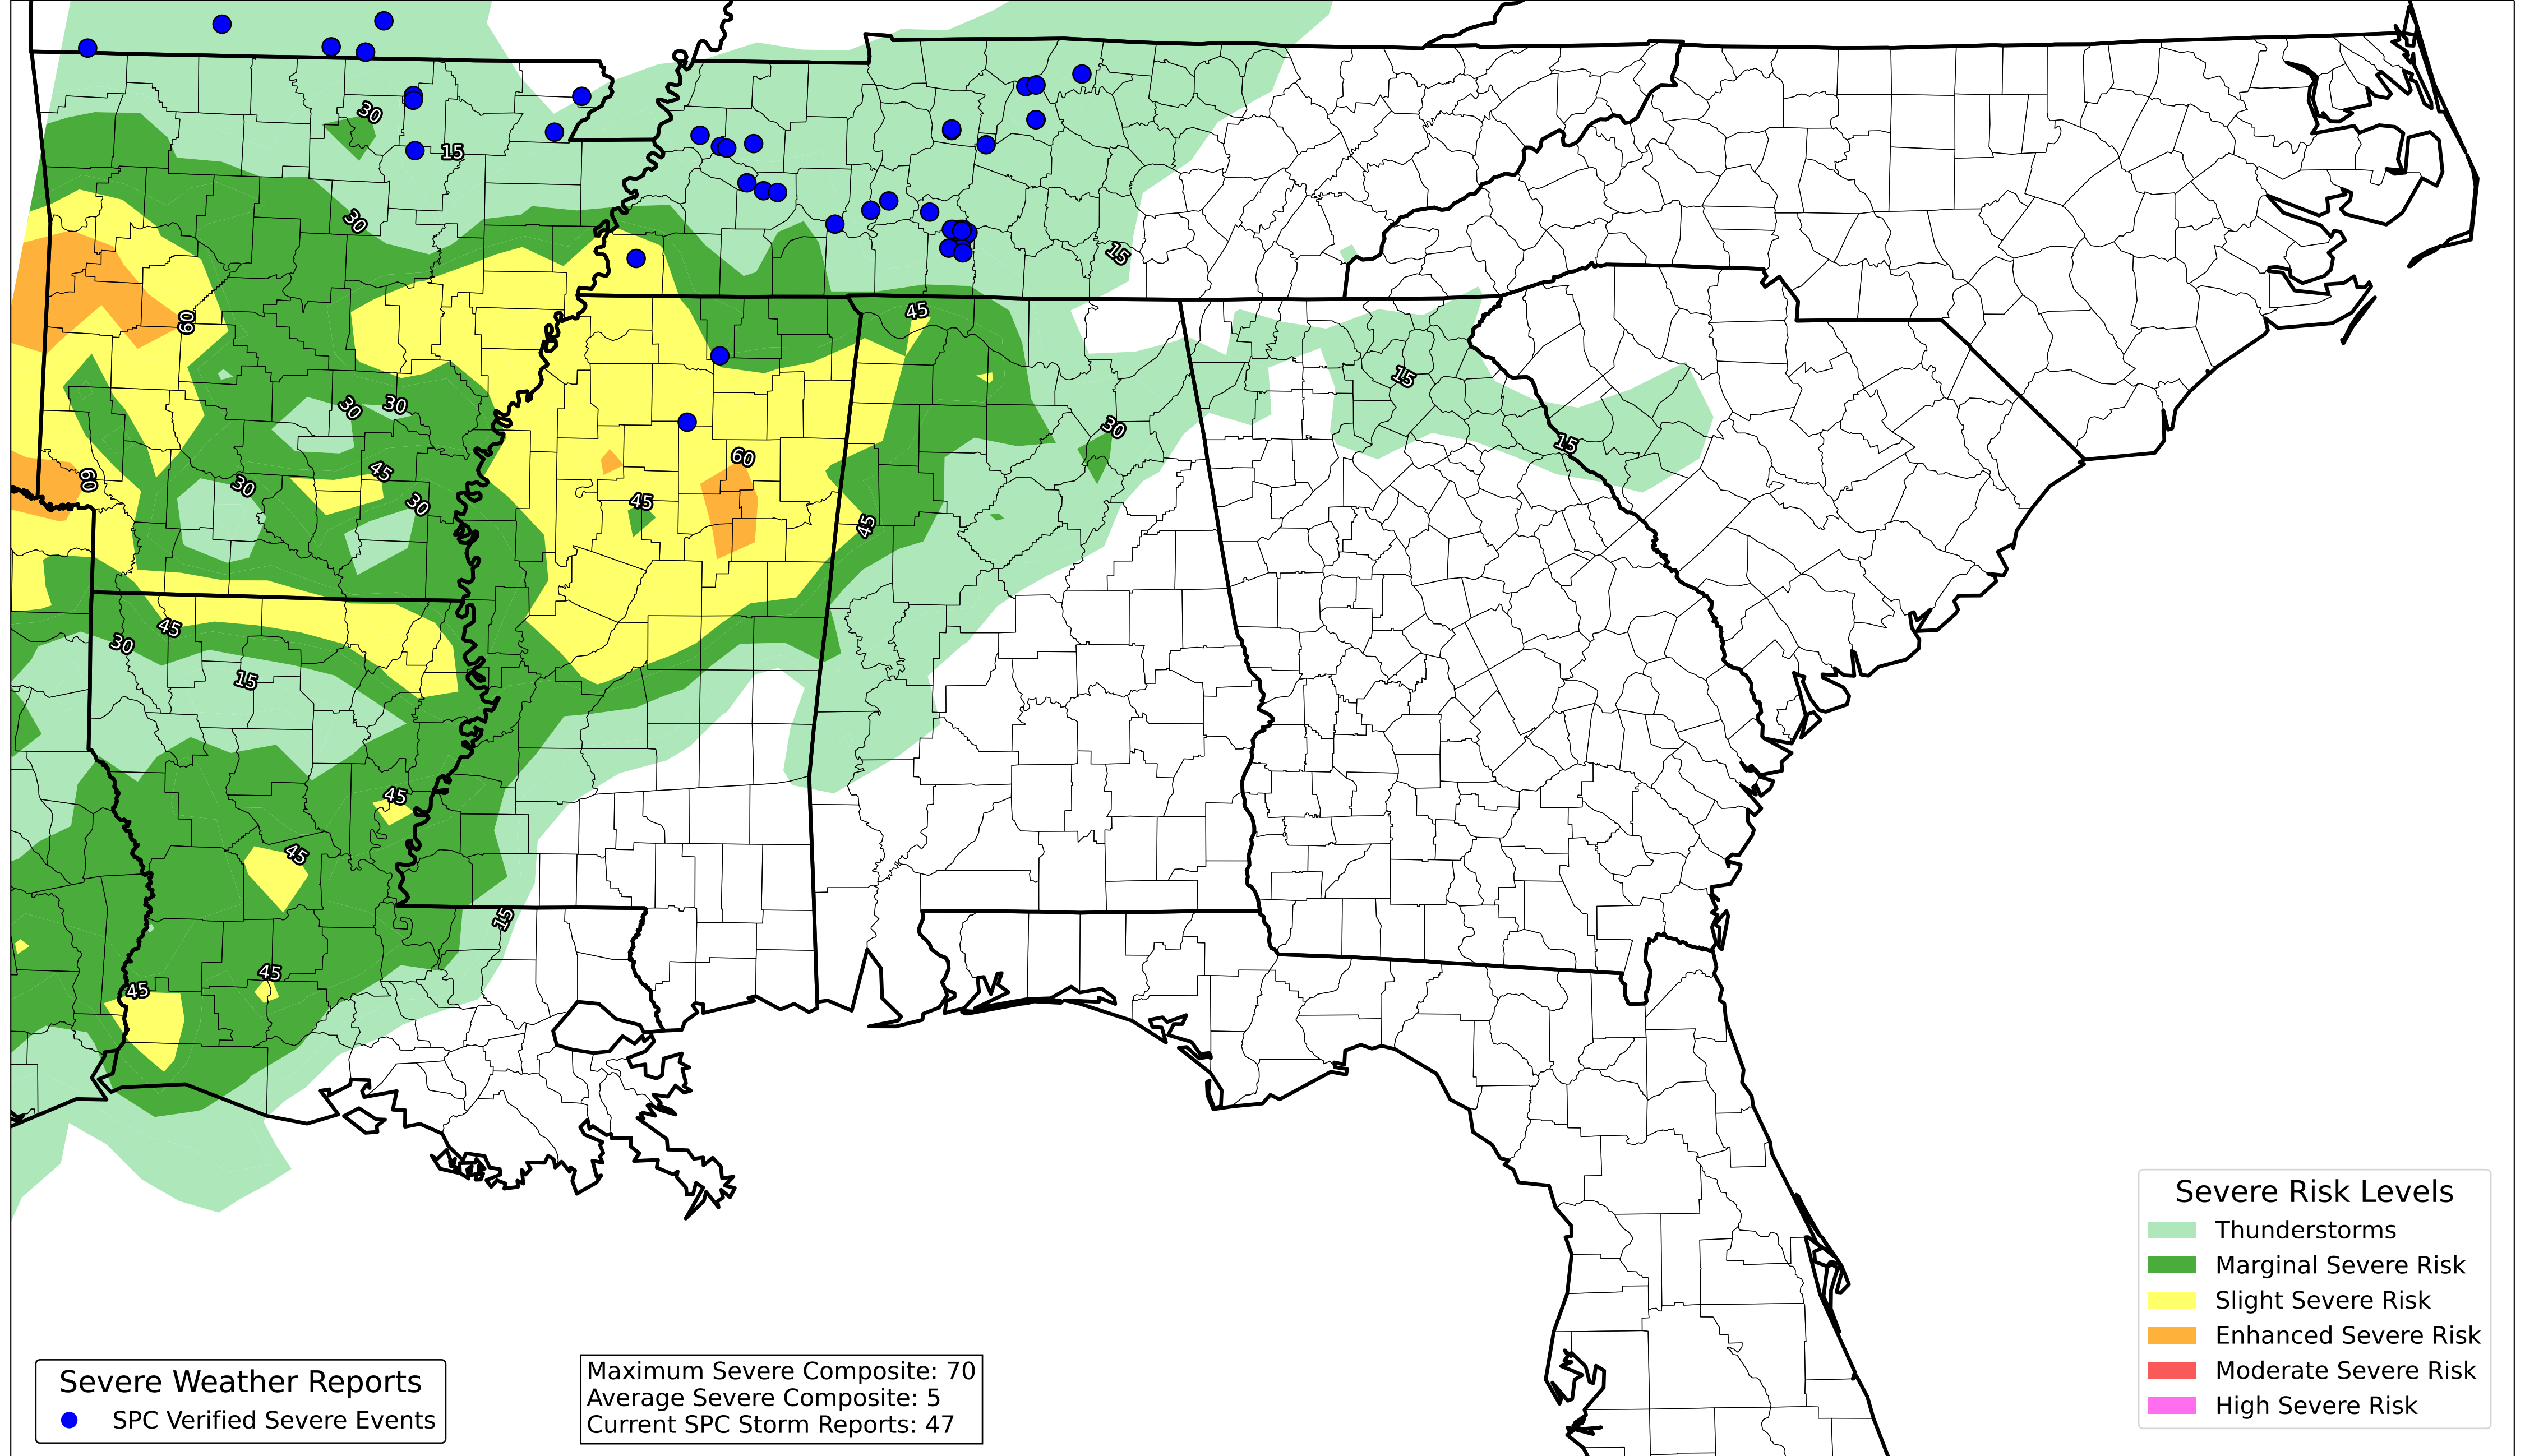 30
15
30
15
45
60
15
30
30
30
45
60
60
30
45
30
15
45
45
30
15
45
45
15
45
45
Severe Risk Levels
Thunderstorms
Marginal Severe Risk
Slight Severe Risk
Enhanced Severe Risk
Moderate Severe Risk
High Severe Risk
Severe Weather Reports
SPC Verified Severe Events
Maximum Severe Composite: 70
Average Severe Composite: 5
Current SPC Storm Reports: 47